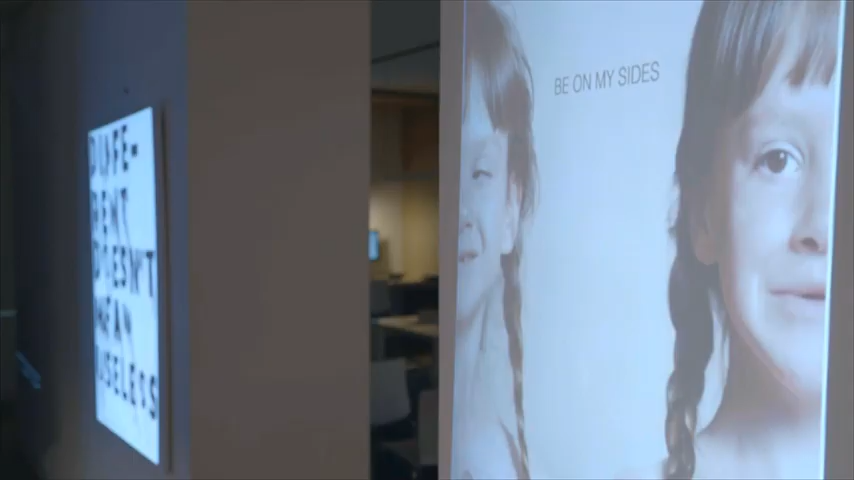 DIFFE-
RENT
DOESN'T
MEAN
USELESS
BE ON MY SIDES